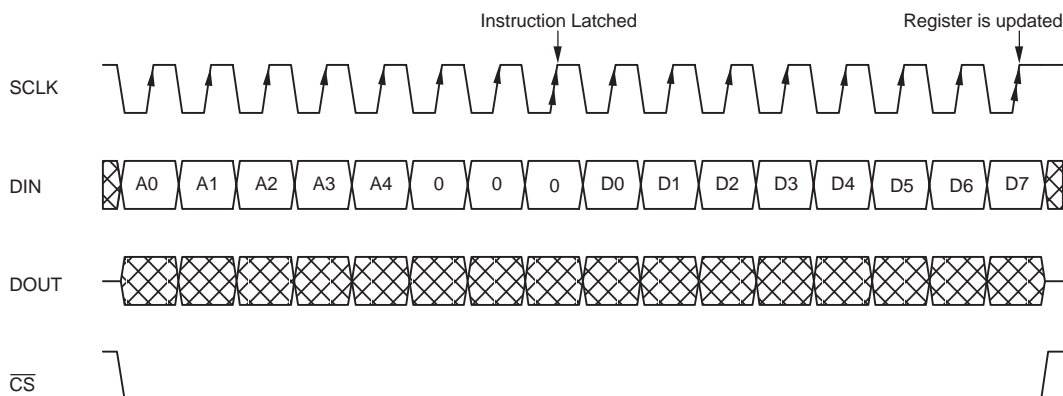 Instruction Latched Register is updated
SCLK
DIN A0 A1 A2 A3 A4 0 0 0 D0 D1 D2 D3 D4 D5 D6 D7
DOUT
CS